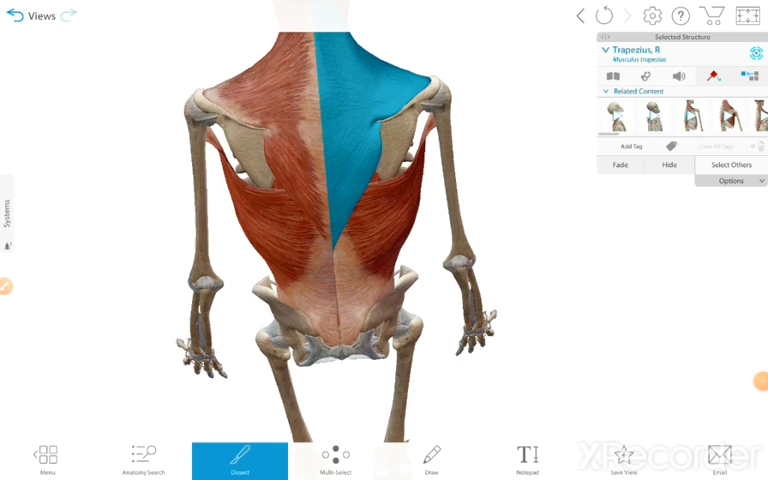 Views
Selected Structure
Trapezius, R
Musculus trapezius
Related Content
Add Tag
Clear All Tags
Fade
Hide
Select Others
Options
Systems
Menu
Anatomy Search
Dissect
Multi-Select
Draw
Notepad
Save View
Email
XRecorder